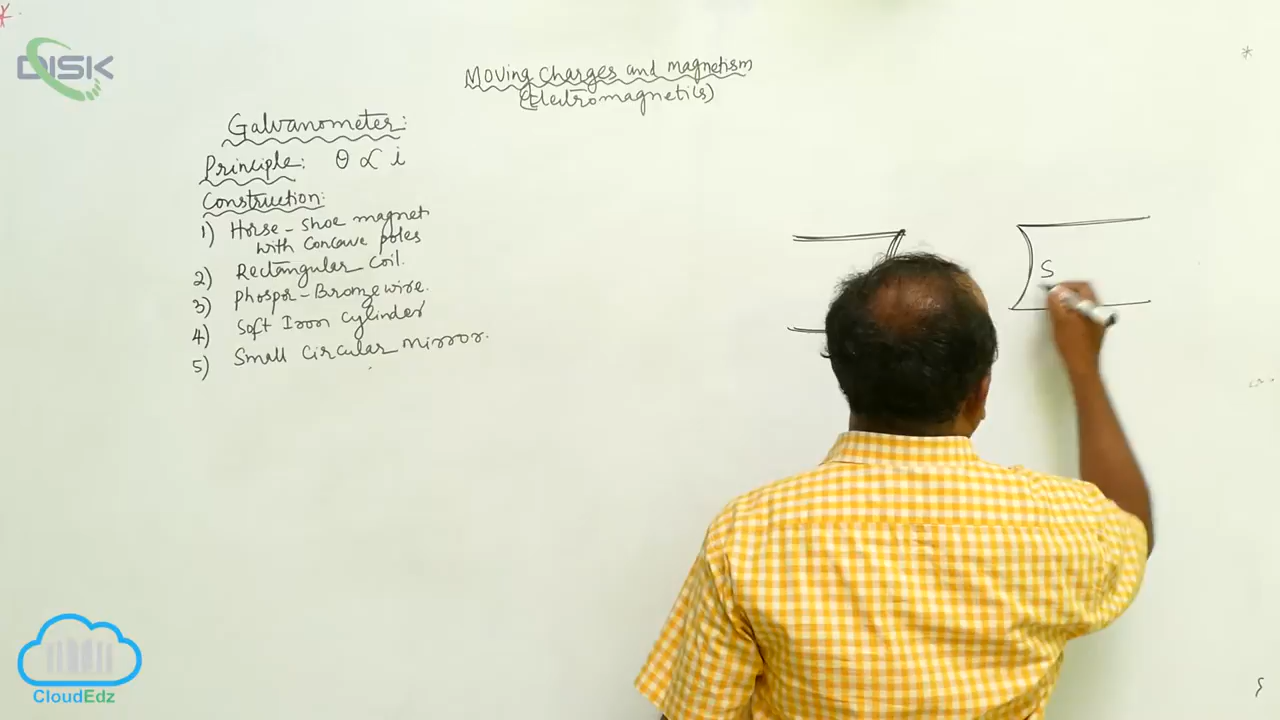 DISK
Moving charges and magnetism
(Electromagnetics)
Galvanometer:
Principle: θ ∝ i
Construction:
1) Horse-shoe magnet
with concave poles
2) Rectangular coil.
3) phospor-Bronze wire.
4) Soft Iron cylinder
5) Small circular mirror.
S
CloudEdz